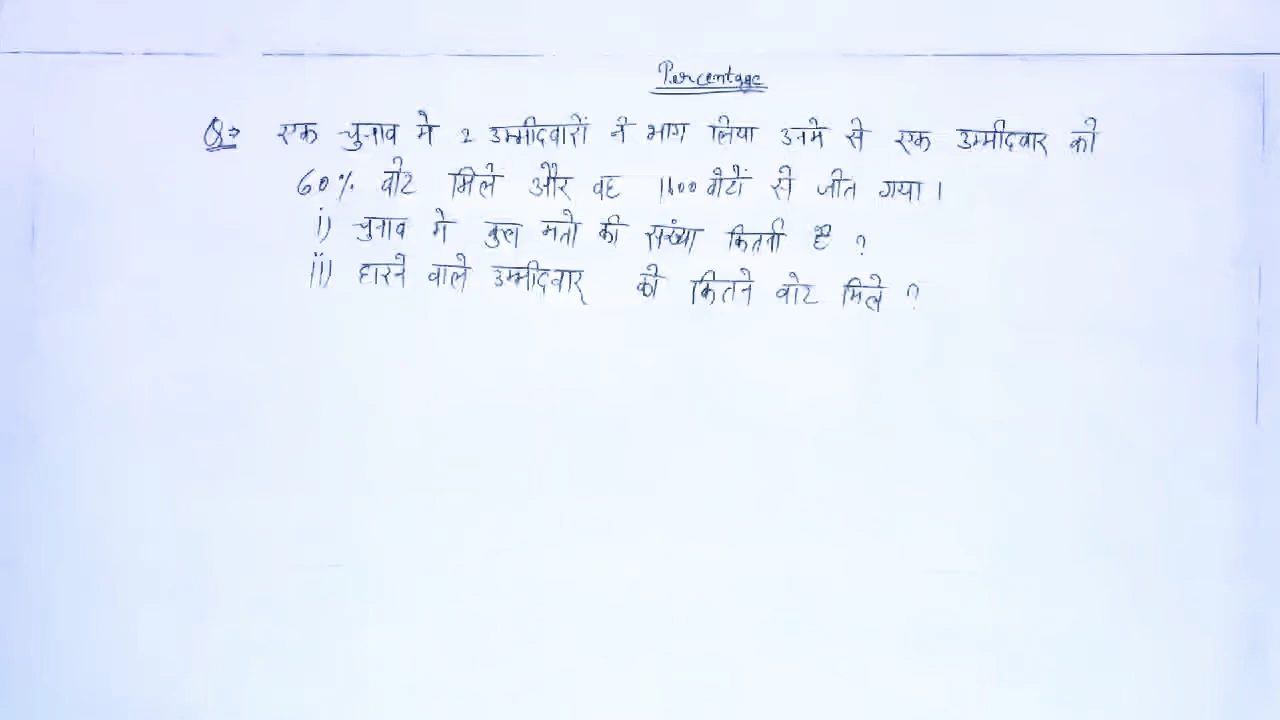 Percentage
Q⇒ एक चुनाव मे 2 उम्मीदवारों ने भाग लिया उनमे से एक उम्मीदवार को
60% वोट मिले और वह वोटों से जीत गया।
i) चुनाव मे कुल मतो की संख्या कितनी है ?
ii) हारने वाले उम्मीदवार को कितने वोट मिले ?